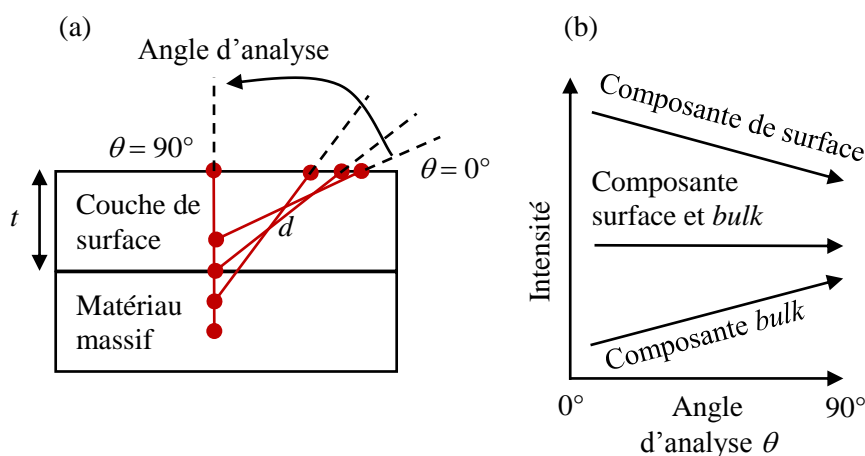 (a)
Angle d'analyse
θ = 90°
θ = 0°
t
Couche de
surface
d
Matériau
massif
(b)
Intensité
Composante de surface
Composante
surface et bulk
Composante bulk
0°
90°
Angle
d'analyse θ